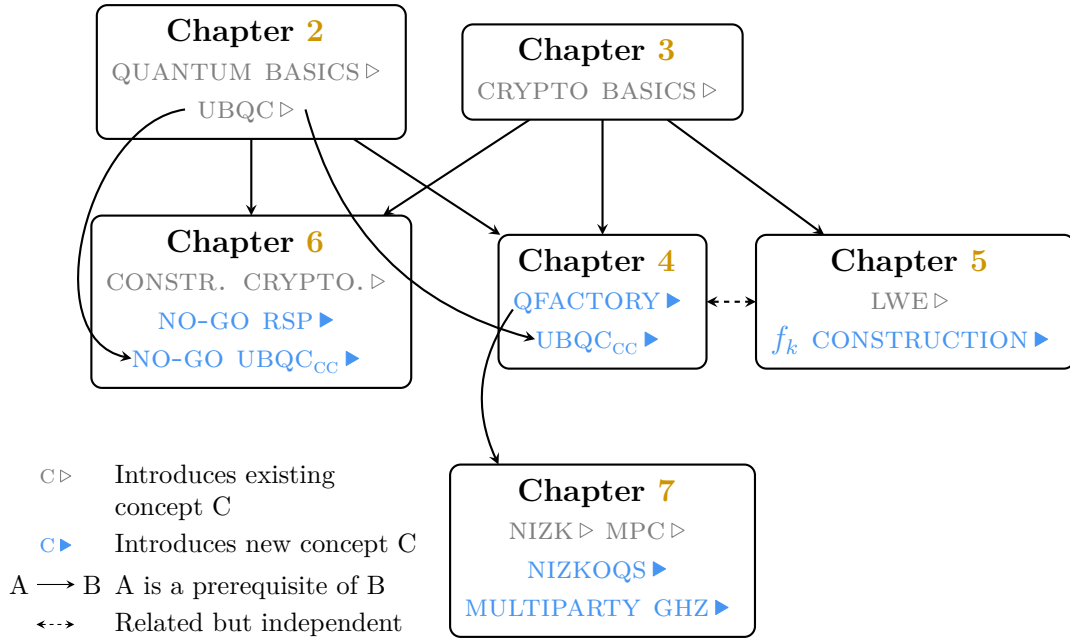 Chapter 2
QUANTUM BASICS ▷
UBQC ▷
Chapter 3
CRYPTO BASICS ▷
Chapter 6
CONSTR. CRYPTO. ▷
NO-GO RSP ▶
NO-GO UBQC_CC ▶
Chapter 4
QFACTORY ▶
UBQC_CC ▶
Chapter 5
LWE ▷
f_k CONSTRUCTION ▶
Chapter 7
NIZK ▷ MPC ▷
NIZKOQS ▶
MULTIPARTY GHZ ▶
C ▷ Introduces existing
concept C
C ▶ Introduces new concept C
A ⟶ B A is a prerequisite of B
Related but independent